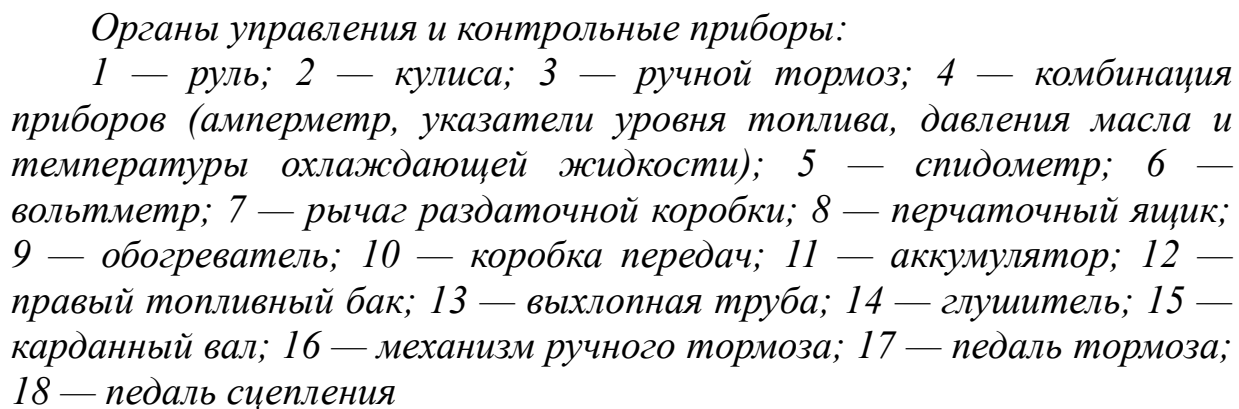 Органы управления и контрольные приборы:
1 — руль; 2 — кулиса; 3 — ручной тормоз; 4 — комбинация
приборов (амперметр, указатели уровня топлива, давления масла и
температуры охлаждающей жидкости); 5 — спидометр; 6 —
вольтметр; 7 — рычаг раздаточной коробки; 8 — перчаточный ящик;
9 — обогреватель; 10 — коробка передач; 11 — аккумулятор; 12 —
правый топливный бак; 13 — выхлопная труба; 14 — глушитель; 15 —
карданный вал; 16 — механизм ручного тормоза; 17 — педаль тормоза;
18 — педаль сцепления